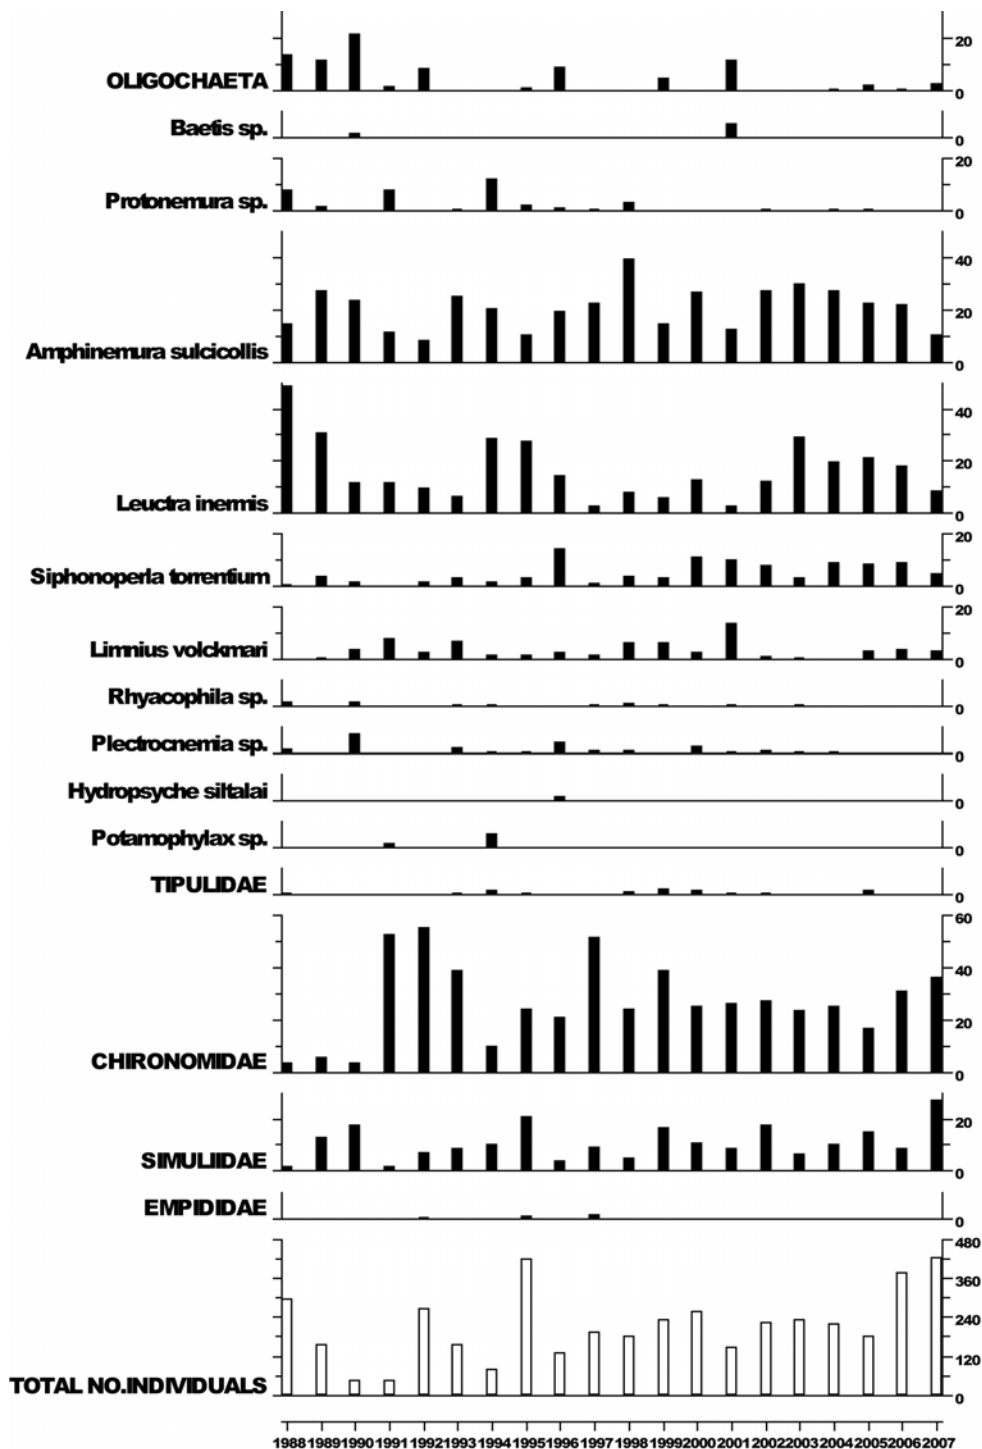 20
OLIGOCHAETA 0
Baetis sp. 0
20
Protonemura sp. 0
40
20
Amphinemura sulcicollis 0
40
20
Leuctra inermis 0
20
Siphonoperla torrentium 0
20
Limnius volckmari 0
Rhyacophila sp. 0
Plectrocnemia sp. 0
Hydropsyche siltalai 0
Potamophylax sp. 0
TIPULIDAE 0
60
40
20
CHIRONOMIDAE 0
20
SIMULIIDAE 0
EMPIDIDAE 0
480
360
240
120
TOTAL NO.INDIVIDUALS 0
1988 1989 1990 1991 1992 1993 1994 1995 1996 1997 1998 1999 2000 2001 2002 2003 2004 2005 2006 2007